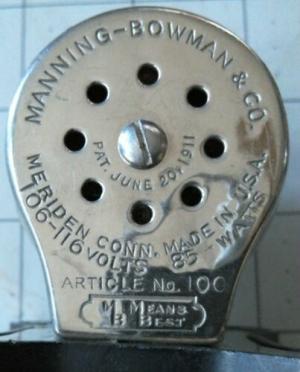 MANNING-BOWMAN & CO.
PAT. JUNE 20, 1911
MERIDEN CONN. MADE IN U.S.A.
106-116 VOLTS 85 WATTS
ARTICLE No. 100
M B MEANS BEST